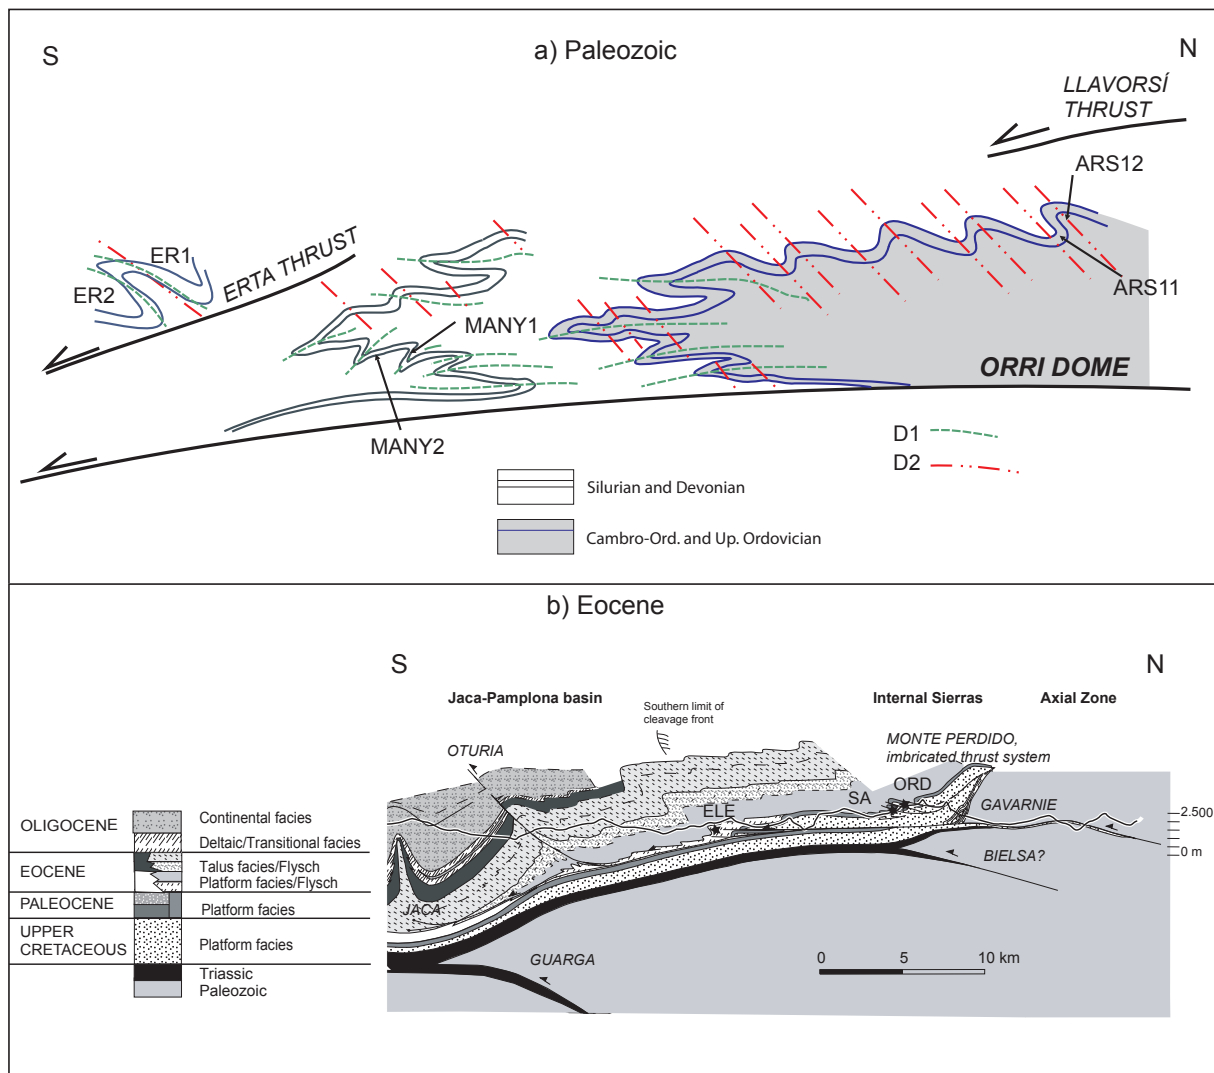 a) Paleozoic
S
N
LLAVORSÍ
THRUST
ARS12
ER1
ERTA THRUST
ER2
ARS11
MANY1
ORRI DOME
MANY2
D1
D2
Silurian and Devonian
Cambro-Ord. and Up. Ordovician
b) Eocene
S
N
Jaca-Pamplona basin
Internal Sierras
Axial Zone
Southern limit of
cleavage front
OTURIA
MONTE PERDIDO,
imbricated thrust system
ORD
SA
ELE
GAVARNIE
2.500
0 m
BIELSA?
JACA
GUARGA
0 5 10 km
OLIGOCENE
Continental facies
Deltaic/Transitional facies
EOCENE
Talus facies/Flysch
Platform facies/Flysch
PALEOCENE
Platform facies
UPPER
CRETACEOUS
Platform facies
Triassic
Paleozoic